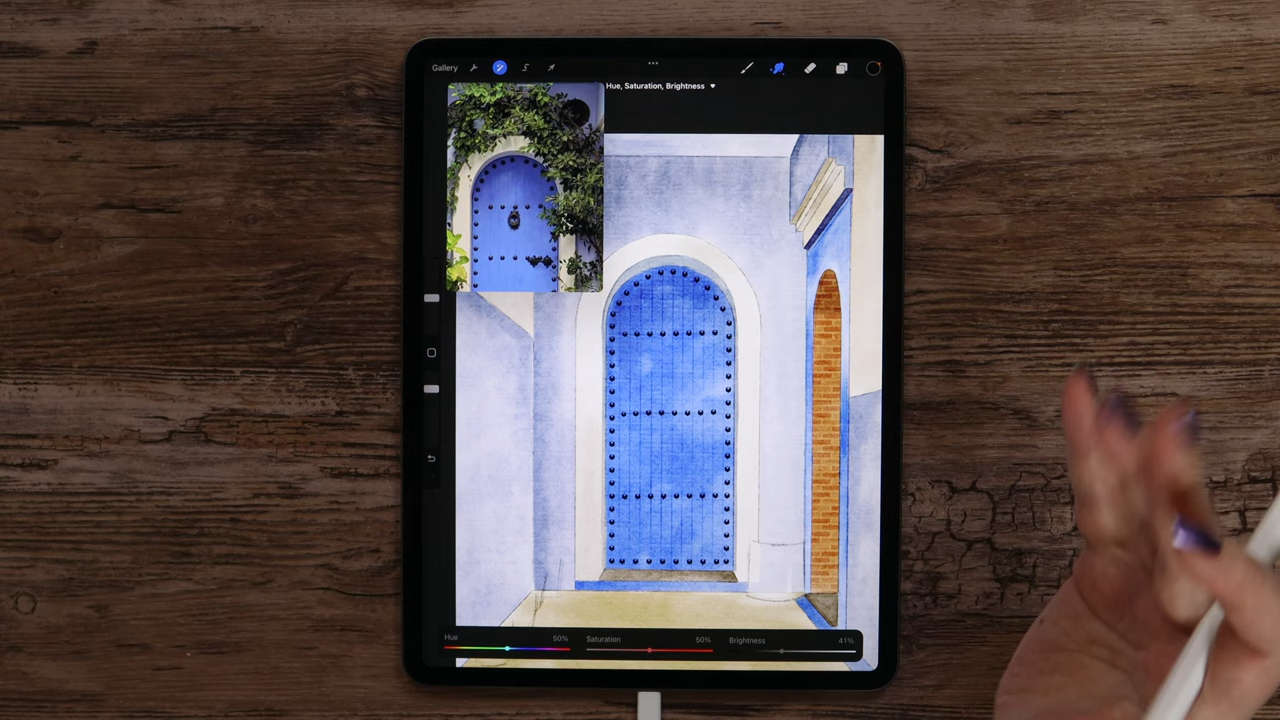 Gallery
Hue, Saturation, Brightness
Hue 50% Saturation 50% Brightness 41%